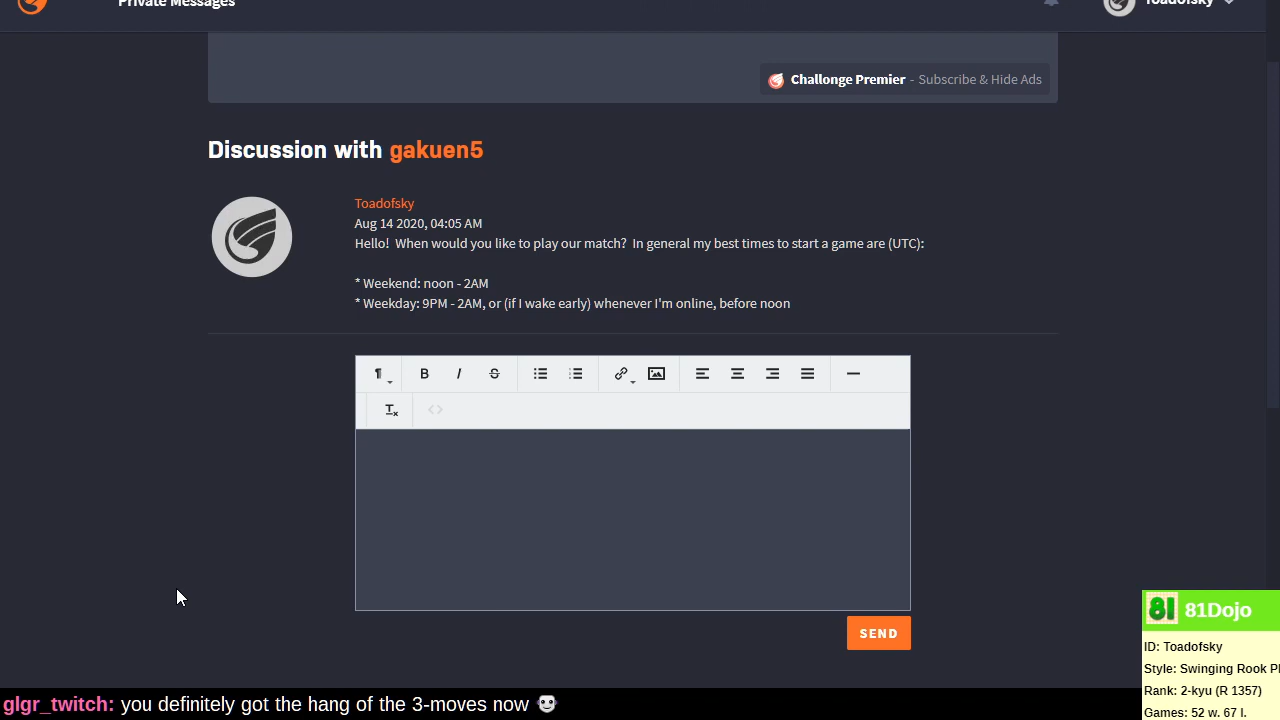 Private Messages
Toadofsky
Challonge Premier - Subscribe & Hide Ads
Discussion with gakuen5
Toadofsky
Aug 14 2020, 04:05 AM
Hello!  When would you like to play our match?  In general my best times to start a game are (UTC):
* Weekend: noon - 2AM
* Weekday: 9PM - 2AM, or (if I wake early) whenever I'm online, before noon
SEND
81 81Dojo
ID: Toadofsky
Style: Swinging Rook Pl
Rank: 2-kyu (R 1357)
Games: 52 w. 67 l.
glgr_twitch: you definitely got the hang of the 3-moves now